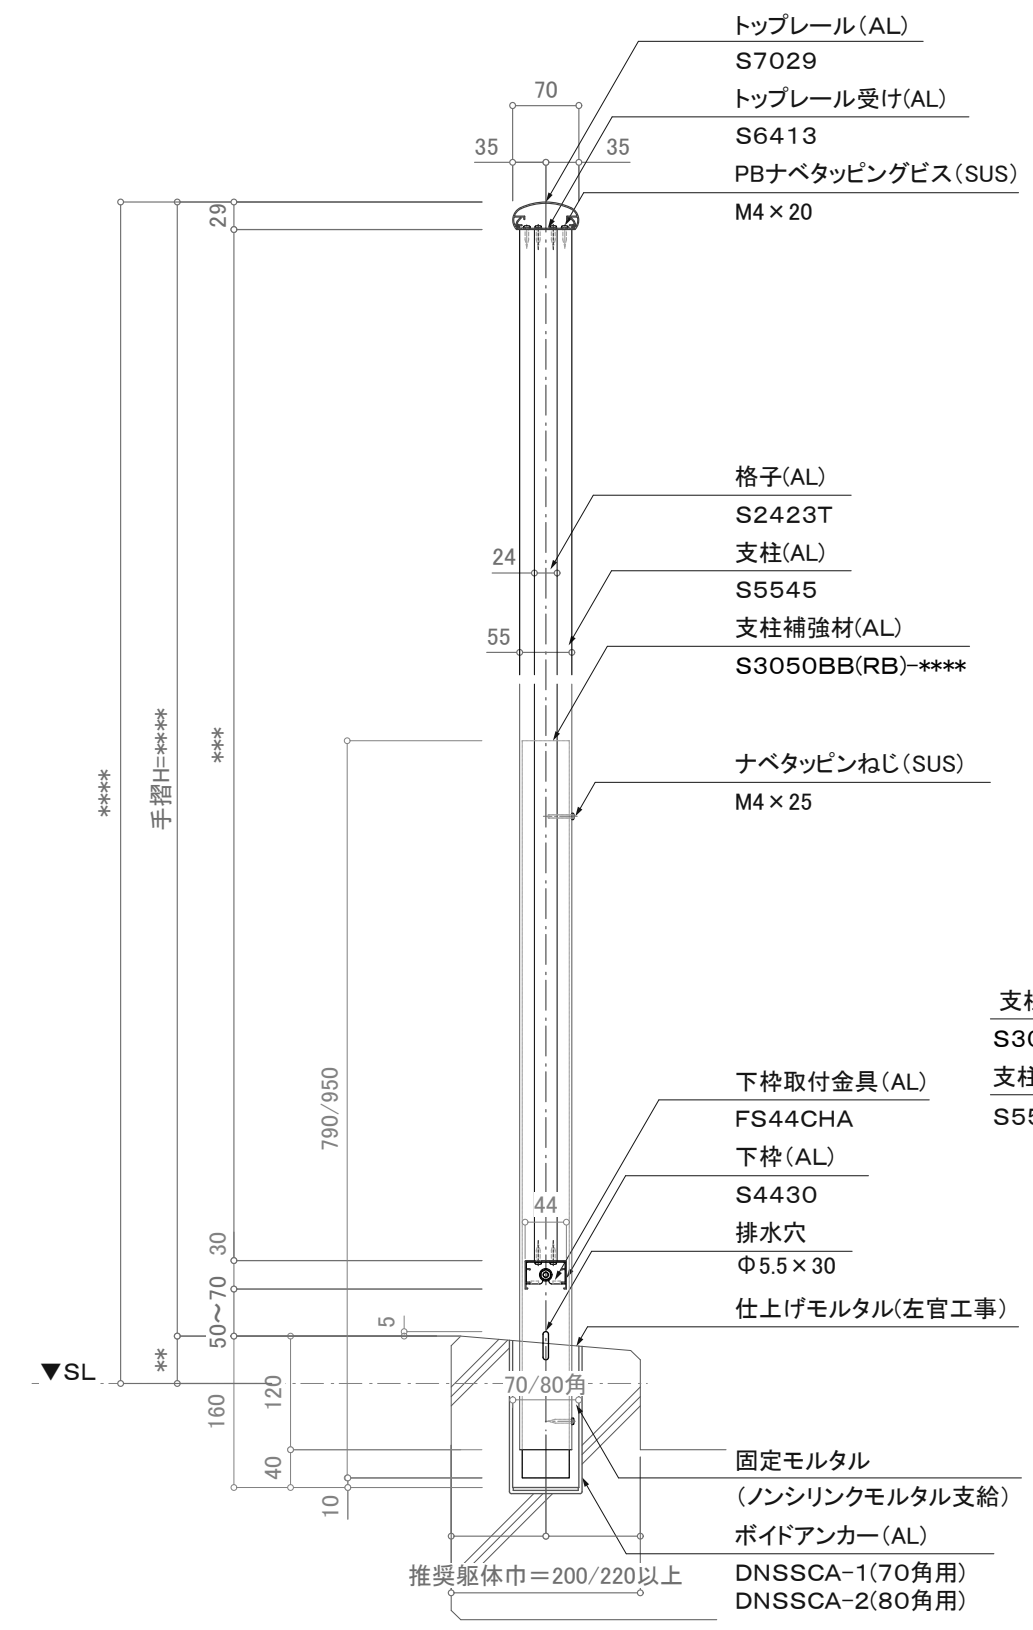 トップレール(AL)
S7029
トップレール受け(AL)
S6413
PBナベタッピングビス(SUS)
M4×20
70
35
35
29
格子(AL)
S2423T
24
支柱(AL)
S5545
55
支柱補強材(AL)
S3050BB(RB)-****
****
手摺H=****
***
ナベタッピンねじ(SUS)
M4×25
790/950
支柱
S30
支柱
S55
下枠取付金具(AL)
FS44CHA
下枠(AL)
S4430
44
排水穴
Φ5.5×30
30
50~70
5
仕上げモルタル(左官工事)
▼SL
**
160
120
70/80角
40
10
固定モルタル
(ノンシリンクモルタル支給)
ボイドアンカー(AL)
DNSSCA-1(70角用)
DNSSCA-2(80角用)
推奨躯体巾=200/220以上